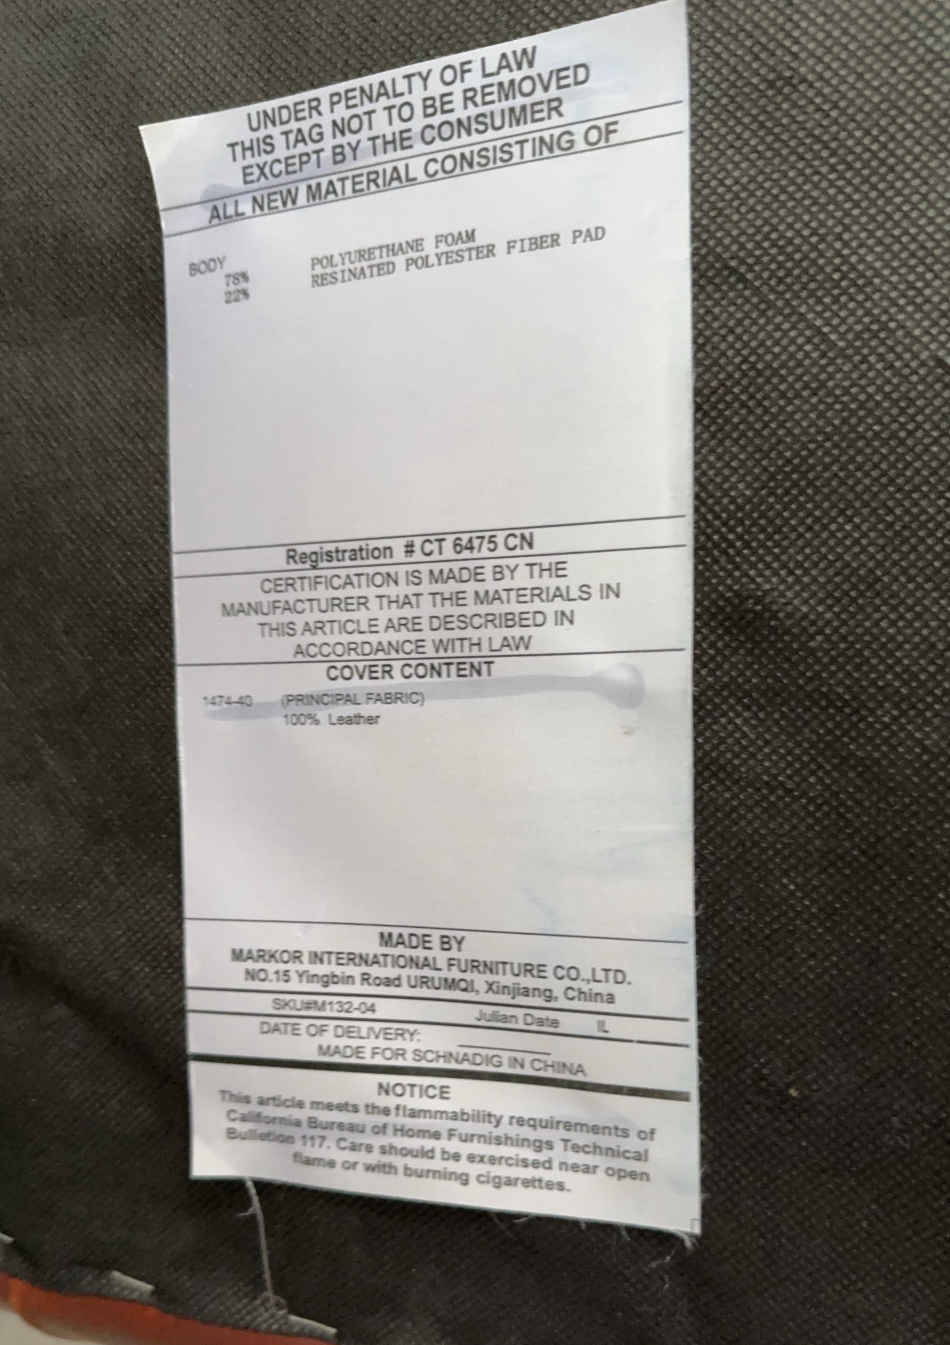 UNDER PENALTY OF LAW
THIS TAG NOT TO BE REMOVED
EXCEPT BY THE CONSUMER
ALL NEW MATERIAL CONSISTING OF
BODY
78% POLYURETHANE FOAM
22% RESINATED POLYESTER FIBER PAD
Registration # CT 6475 CN
CERTIFICATION IS MADE BY THE
MANUFACTURER THAT THE MATERIALS IN
THIS ARTICLE ARE DESCRIBED IN
ACCORDANCE WITH LAW
COVER CONTENT
1474-40 (PRINCIPAL FABRIC)
100% Leather
MADE BY
MARKOR INTERNATIONAL FURNITURE CO.,LTD.
NO.15 Yingbin Road URUMQI, Xinjiang, China
SKU#M132-04 Julian Date IL
DATE OF DELIVERY:
MADE FOR SCHNADIG IN CHINA
NOTICE
This article meets the flammability requirements of
California Bureau of Home Furnishings Technical
Bulletion 117. Care should be exercised near open
flame or with burning cigarettes.